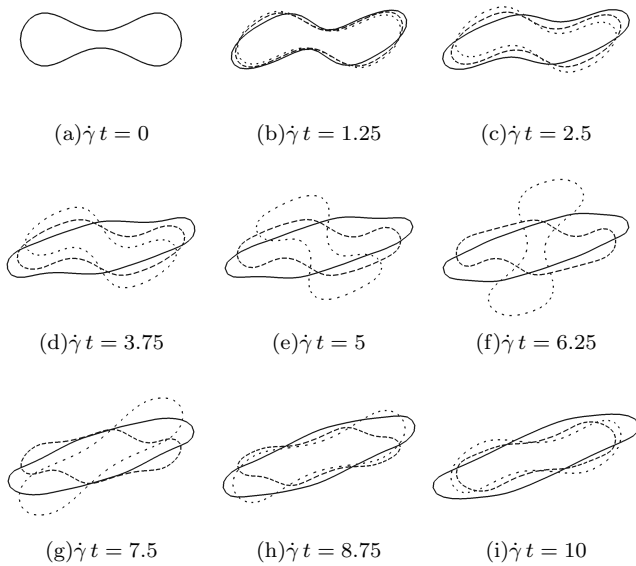 (a) γ̇ t = 0
(b) γ̇ t = 1.25
(c) γ̇ t = 2.5
(d) γ̇ t = 3.75
(e) γ̇ t = 5
(f) γ̇ t = 6.25
(g) γ̇ t = 7.5
(h) γ̇ t = 8.75
(i) γ̇ t = 10